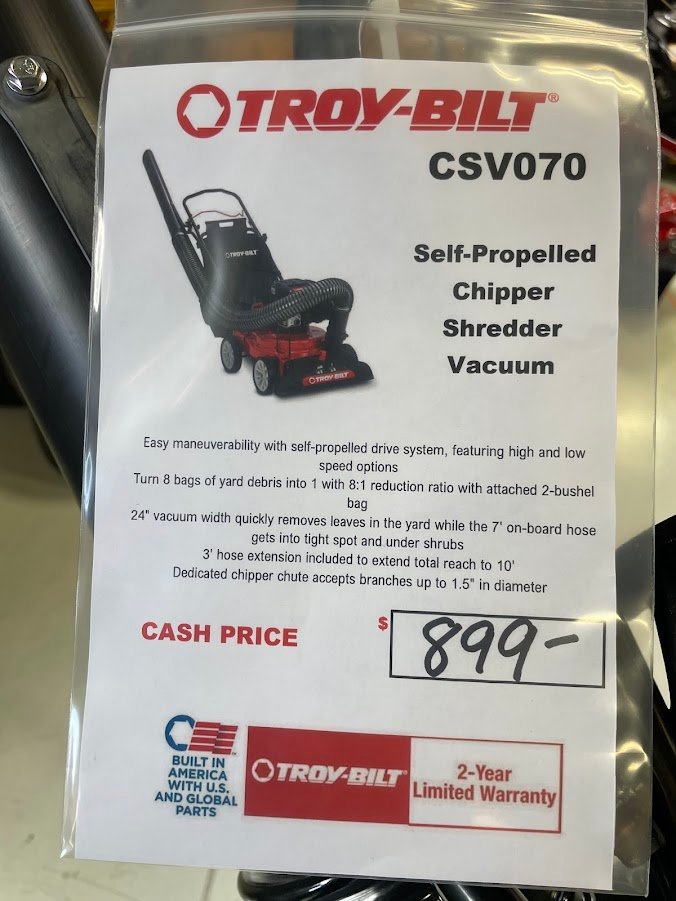 TROY-BILT®
CSV070
Self-Propelled
Chipper
Shredder
Vacuum
TROY-BILT
TROY-BILT
Easy maneuverability with self-propelled drive system, featuring high and low
speed options
Turn 8 bags of yard debris into 1 with 8:1 reduction ratio with attached 2-bushel
bag
24" vacuum width quickly removes leaves in the yard while the 7' on-board hose
gets into tight spot and under shrubs
3' hose extension included to extend total reach to 10'
Dedicated chipper chute accepts branches up to 1.5" in diameter
CASH PRICE $ 899-
BUILT IN
AMERICA
WITH U.S.
AND GLOBAL
PARTS
TROY-BILT®
2-Year
Limited Warranty